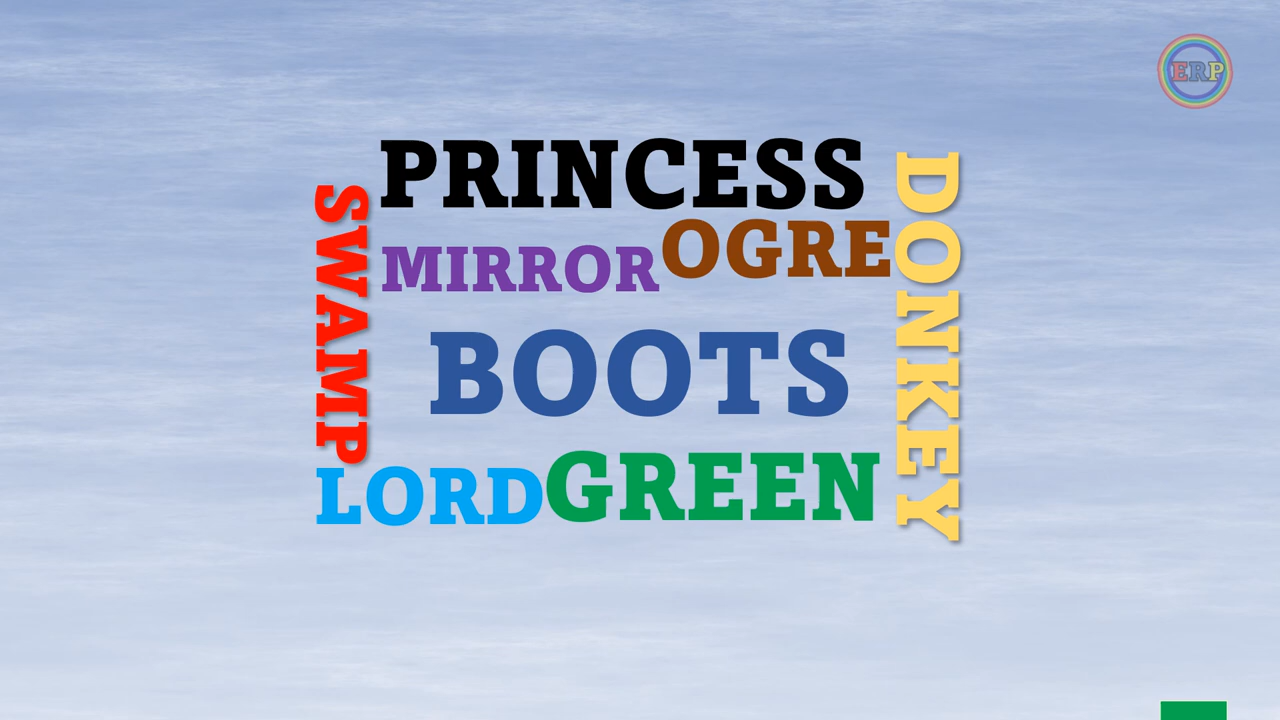 ERP
PRINCESS
SWAMP
DONKEY
MIRROR
OGRE
BOOTS
LORD
GREEN